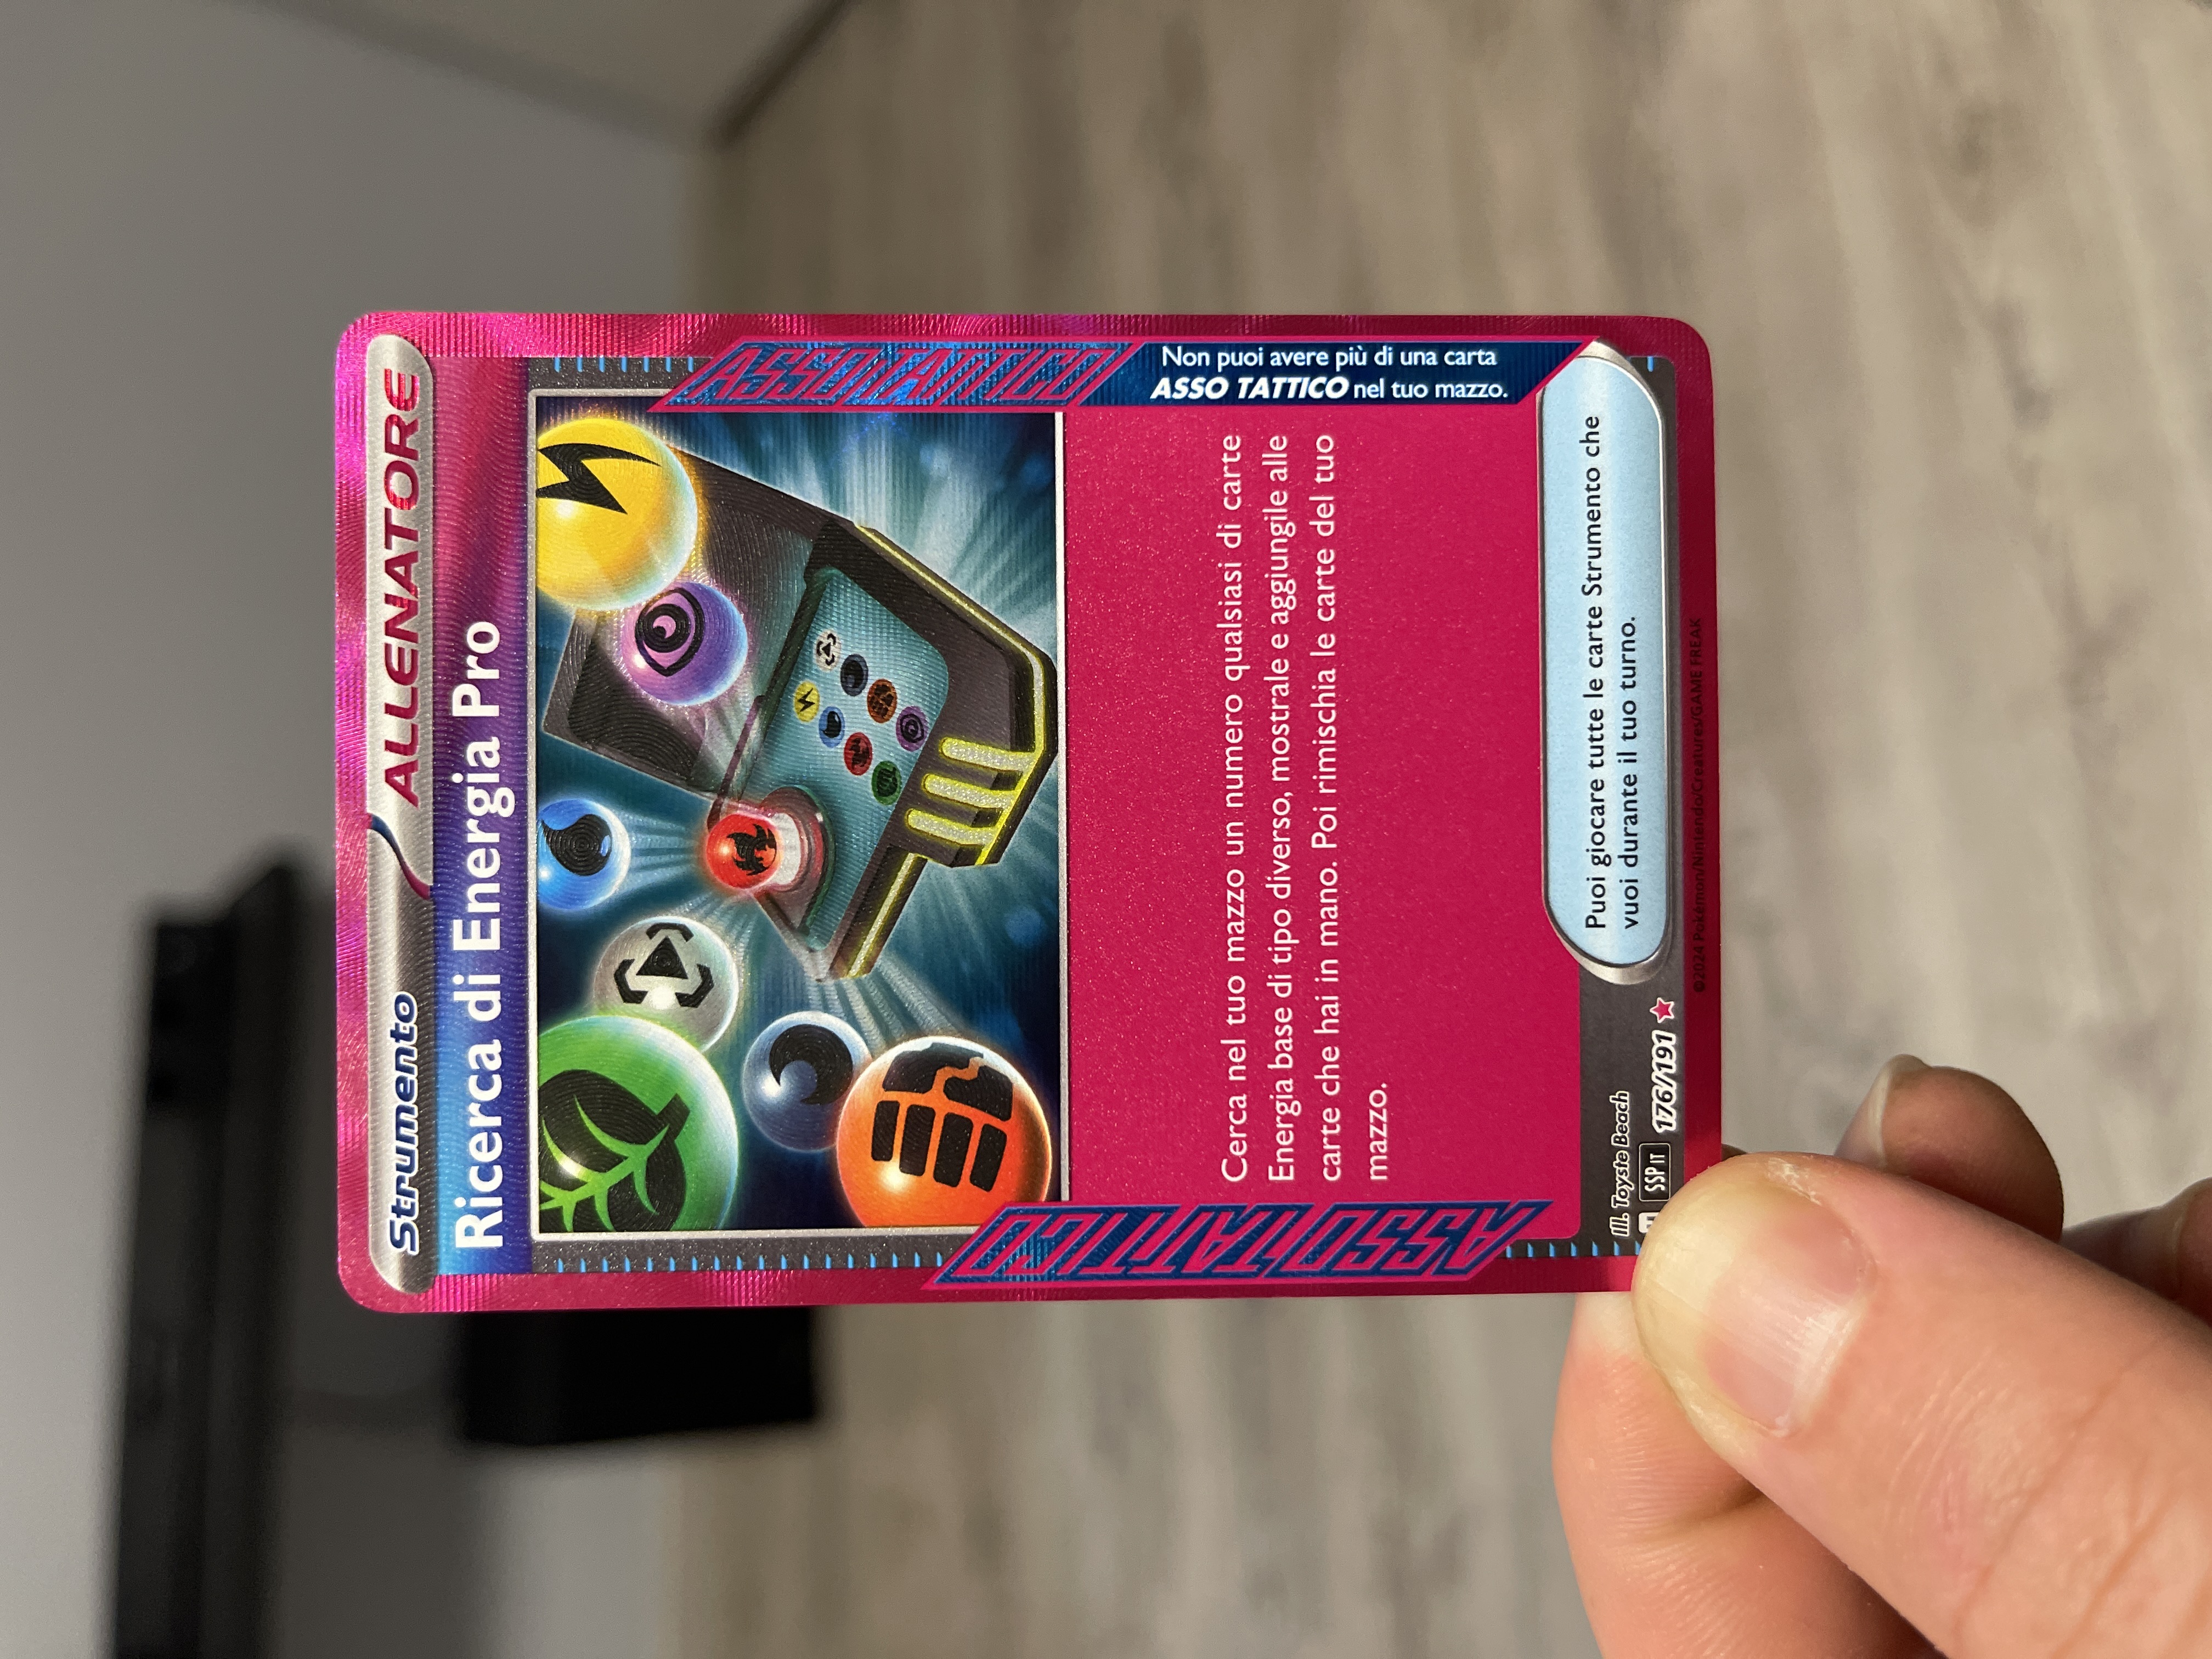 Strumento
ALLENATORE
Ricerca di Energia Pro
ASSO TATTICO
Non puoi avere più di una carta
ASSO TATTICO nel tuo mazzo.
Cerca nel tuo mazzo un numero qualsiasi di carte
Energia base di tipo diverso, mostrale e aggiungile alle
carte che hai in mano. Poi rimischia le carte del tuo
mazzo.
ASSO TATTICO
Puoi giocare tutte le carte Strumento che
vuoi durante il tuo turno.
Ill. Toyste Beach
SSP IT 176/191
©2024 Pokémon/Nintendo/Creatures/GAME FREAK